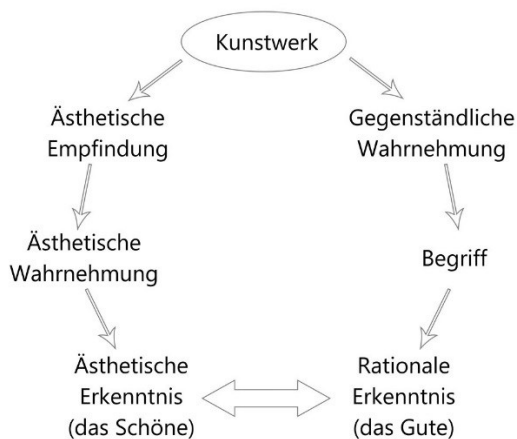 Kunstwerk
Ästhetische
Empfindung
Gegenständliche
Wahrnehmung
Ästhetische
Wahrnehmung
Begriff
Ästhetische
Erkenntnis
(das Schöne)
Rationale
Erkenntnis
(das Gute)